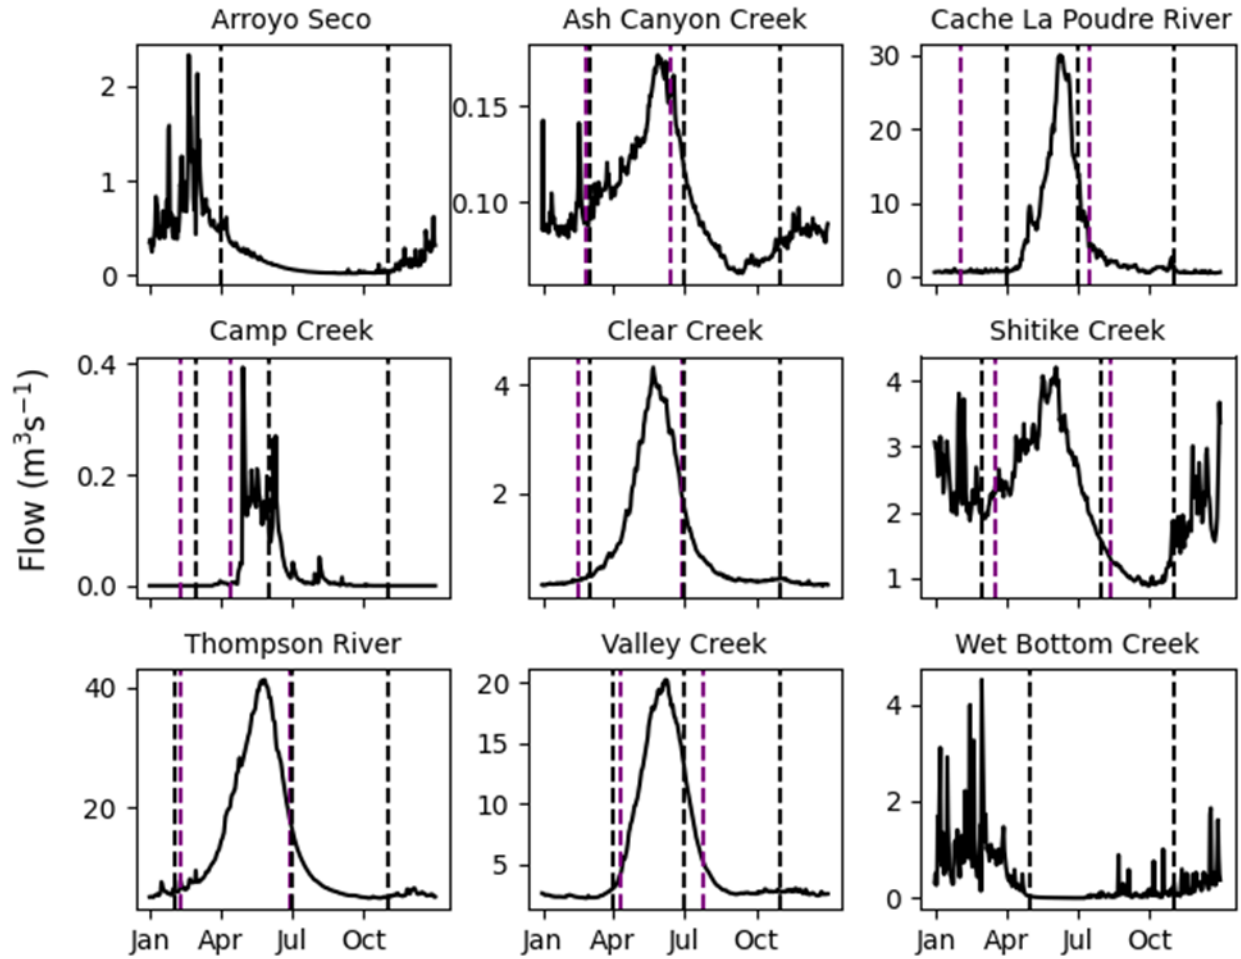 Arroyo Seco
Ash Canyon Creek
Cache La Poudre River
2
1
0
0.15
0.10
30
20
10
0
Camp Creek
Clear Creek
Shitike Creek
0.4
0.2
0.0
4
2
4
3
2
1
Flow (m³s⁻¹)
Thompson River
Valley Creek
Wet Bottom Creek
40
20
20
15
10
5
4
2
0
Jan Apr Jul Oct
Jan Apr Jul Oct
Jan Apr Jul Oct